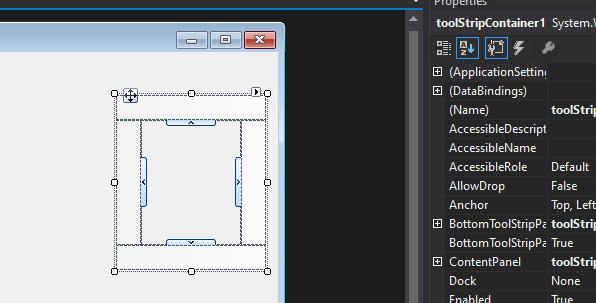 Properties
toolStripContainer1 System.W
(ApplicationSetting
(DataBindings)
(Name) toolStrip
AccessibleDescript
AccessibleName
AccessibleRole Default
AllowDrop False
Anchor Top, Left
BottomToolStripPa toolStrip
BottomToolStripPa True
ContentPanel toolStrip
Dock None
Enabled True